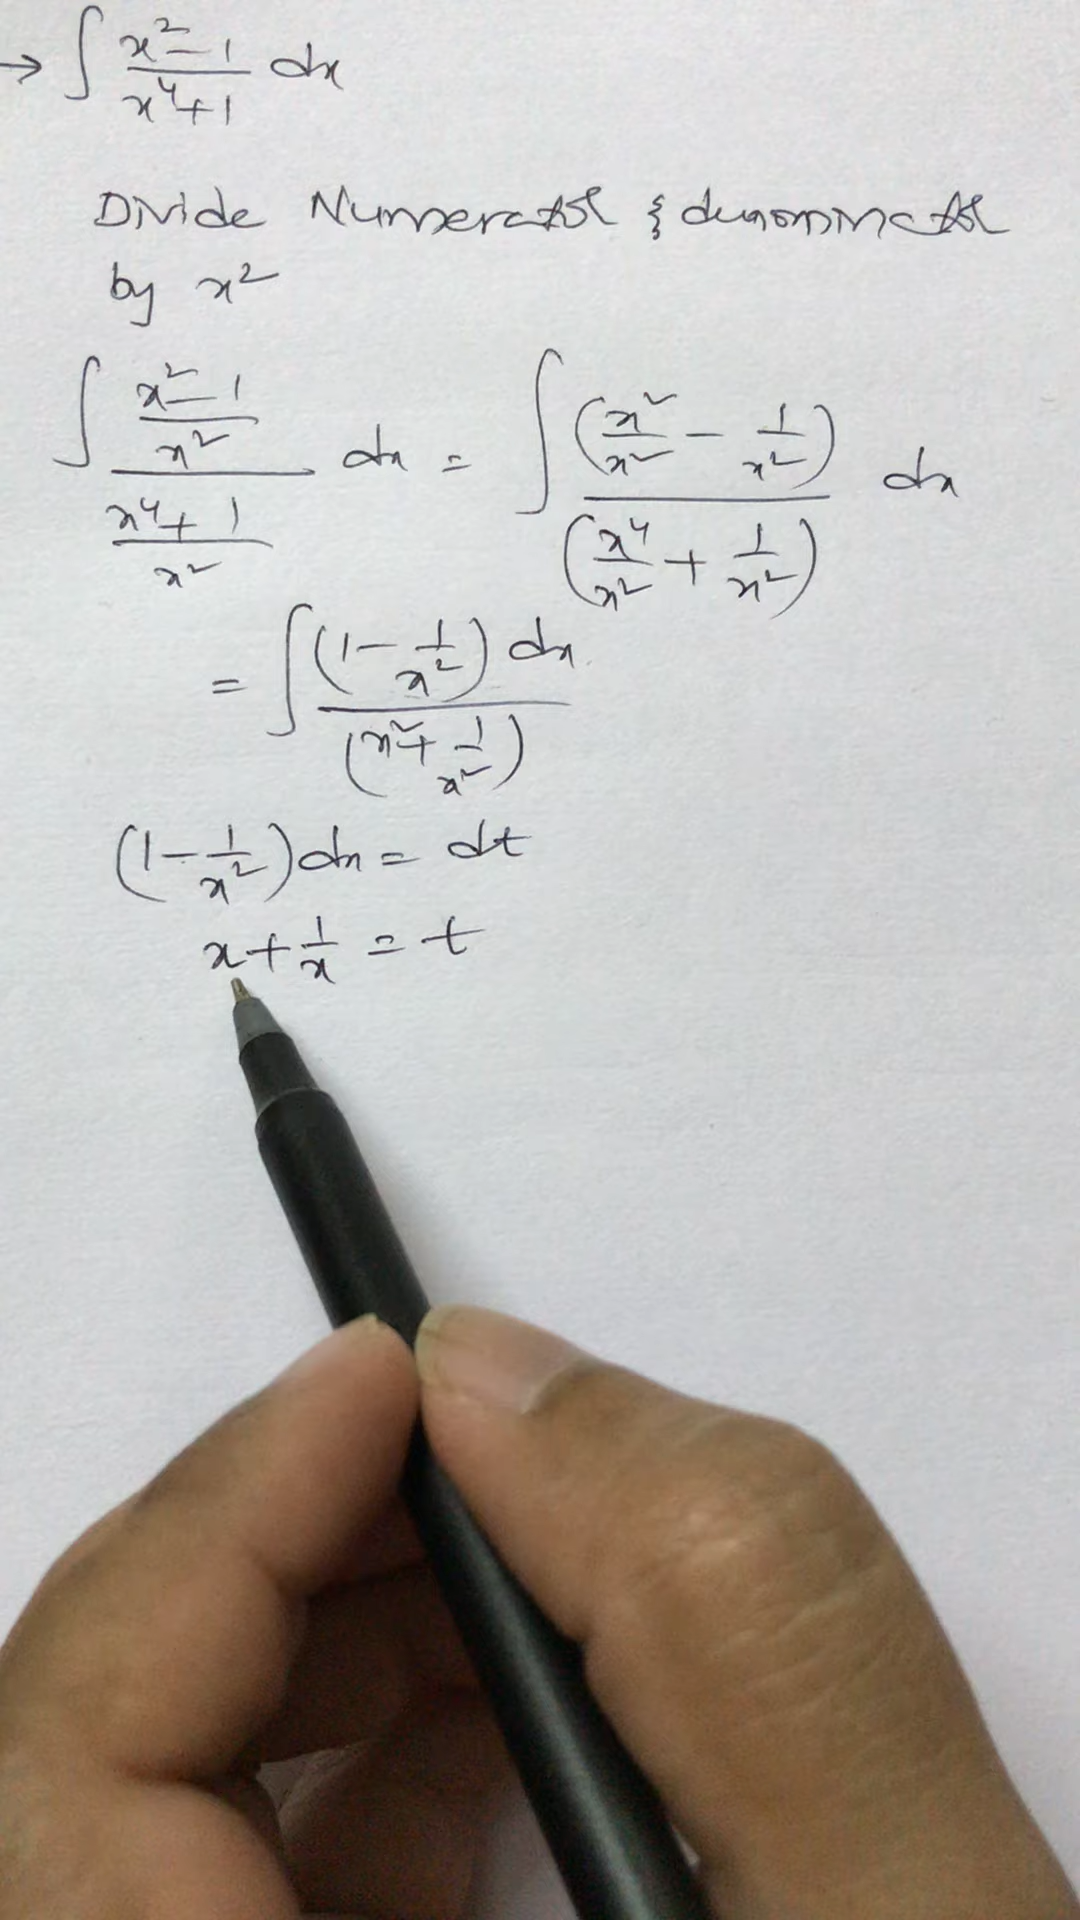 → ∫ (x² - 1)/(x⁴ + 1) dx
Divide Numerator & denominator
by x²
∫ ((x² - 1)/x²)/((x⁴ + 1)/x²) dx = ∫ (x²/x² - 1/x²)/(x⁴/x² + 1/x²) dx
= ∫ (1 - 1/x²) dx/(x² + 1/x²)
(1 - 1/x²) dx = dt
x + 1/x = t